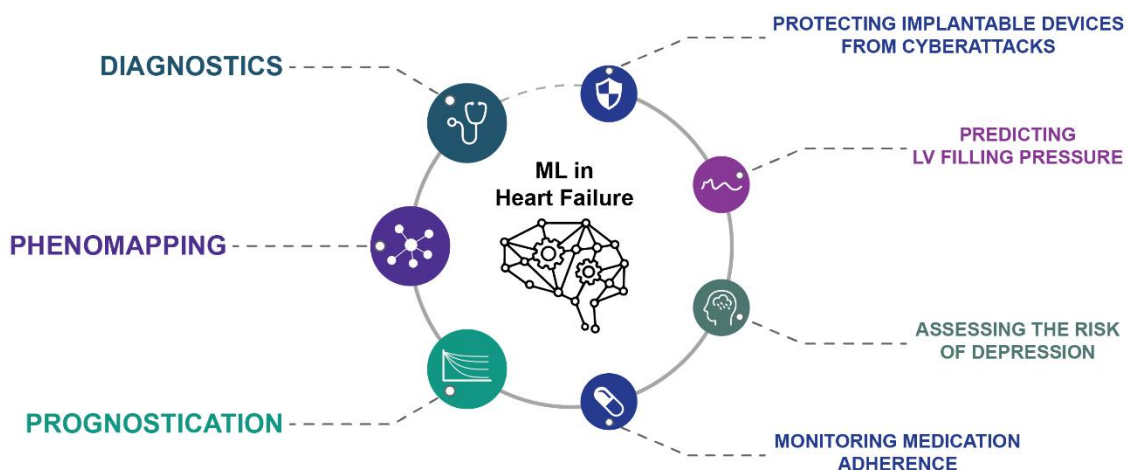 PROTECTING IMPLANTABLE DEVICES
FROM CYBERATTACKS
DIAGNOSTICS
PREDICTING
LV FILLING PRESSURE
ML in
Heart Failure
PHENOMAPPING
ASSESSING THE RISK
OF DEPRESSION
PROGNOSTICATION
MONITORING MEDICATION
ADHERENCE